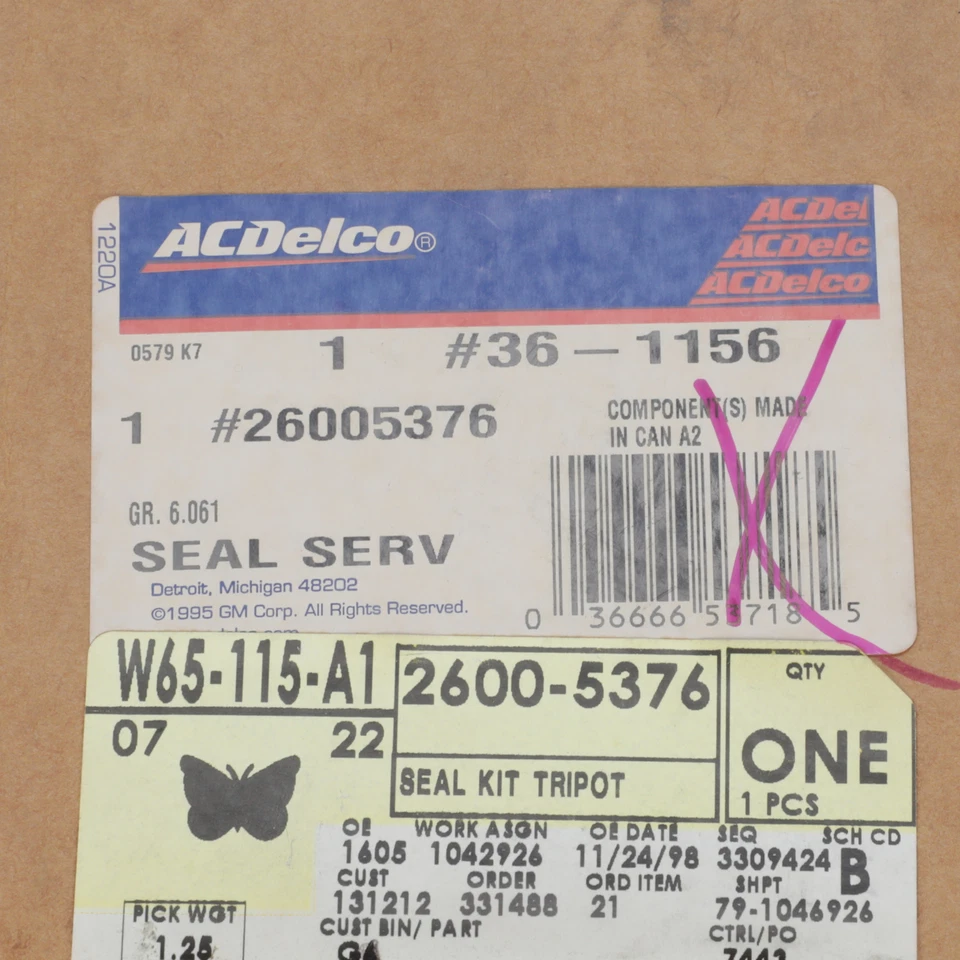 1220A
ACDelco®
ACDel
ACDelc
ACDelco
0579 K7 1 #36-1156
1 #26005376
COMPONENT(S) MADE
IN CAN A2
GR. 6.061
SEAL SERV
Detroit, Michigan 48202
©1995 GM Corp. All Rights Reserved.
0 36666 5 718 5
W65-115-A1 2600-5376 QTY
07 22 ONE
SEAL KIT TRIPOT 1 PCS
OE WORK ASGN OE DATE SEQ SCH CD
1605 1042926 11/24/98 3309424 B
CUST ORDER ORD ITEM SHPT
131212 331488 21 79-1046926
PICK WGT CUST BIN/ PART CTRL/PO
1.25 7443